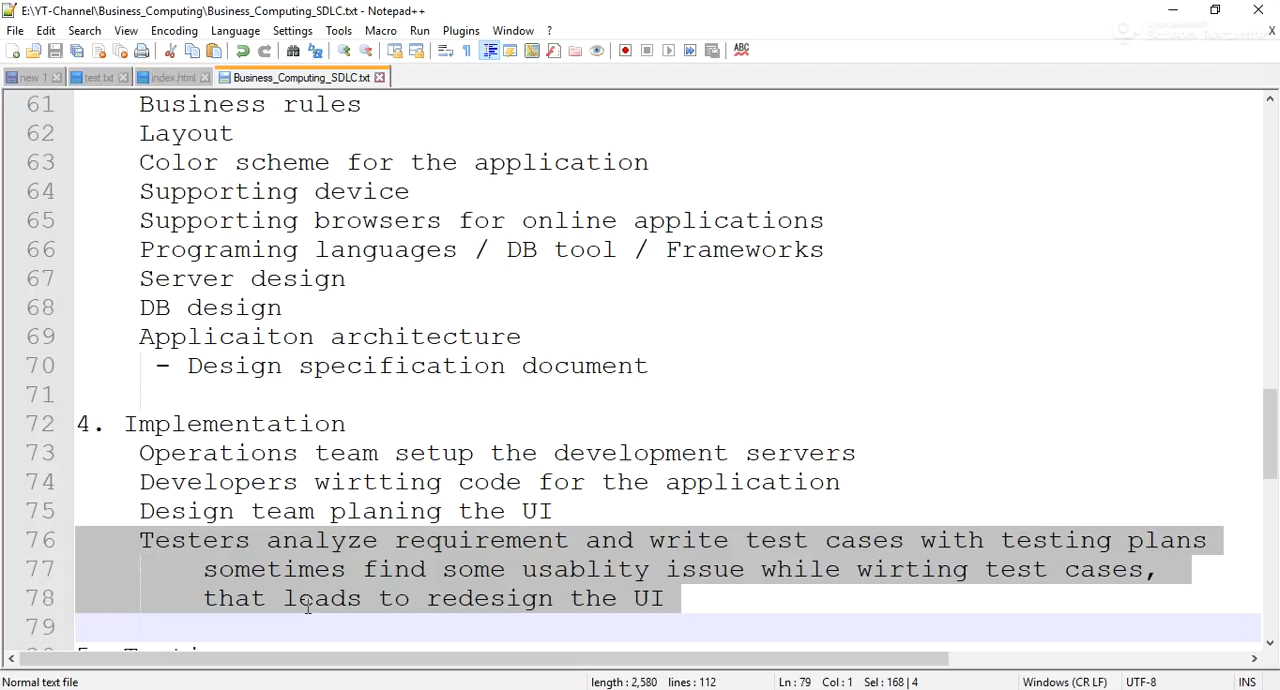 E:\YT-Channel\Business_Computing\Business_Computing_SDLC.txt - Notepad++
File Edit Search View Encoding Language Settings Tools Macro Run Plugins Window ? X
new 1 test.txt index.html Business_Computing_SDLC.txt
61 Business rules
62 Layout
63 Color scheme for the application
64 Supporting device
65 Supporting browsers for online applications
66 Programing languages / DB tool / Frameworks
67 Server design
68 DB design
69 Applicaiton architecture
70 - Design specification document
71
72 4. Implementation
73 Operations team setup the development servers
74 Developers wirtting code for the application
75 Design team planing the UI
76 Testers analyze requirement and write test cases with testing plans
77 sometimes find some usablity issue while wirting test cases,
78 that leads to redesign the UI
79
Normal text file length : 2,580 lines : 112 Ln : 79 Col : 1 Sel : 168 | 4 Windows (CR LF) UTF-8 INS